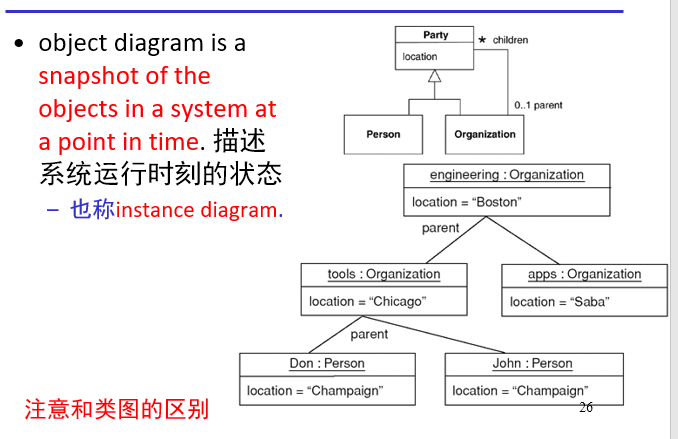 • object diagram is a
snapshot of the
objects in a system at
a point in time. 描述
系统运行时刻的状态
– 也称instance diagram.
注意和类图的区别
Party
location
* children
0..1 parent
Person
Organization
engineering : Organization
location = “Boston”
parent
tools : Organization
location = “Chicago”
apps : Organization
location = “Saba”
parent
Don : Person
location = “Champaign”
John : Person
location = “Champaign”
26